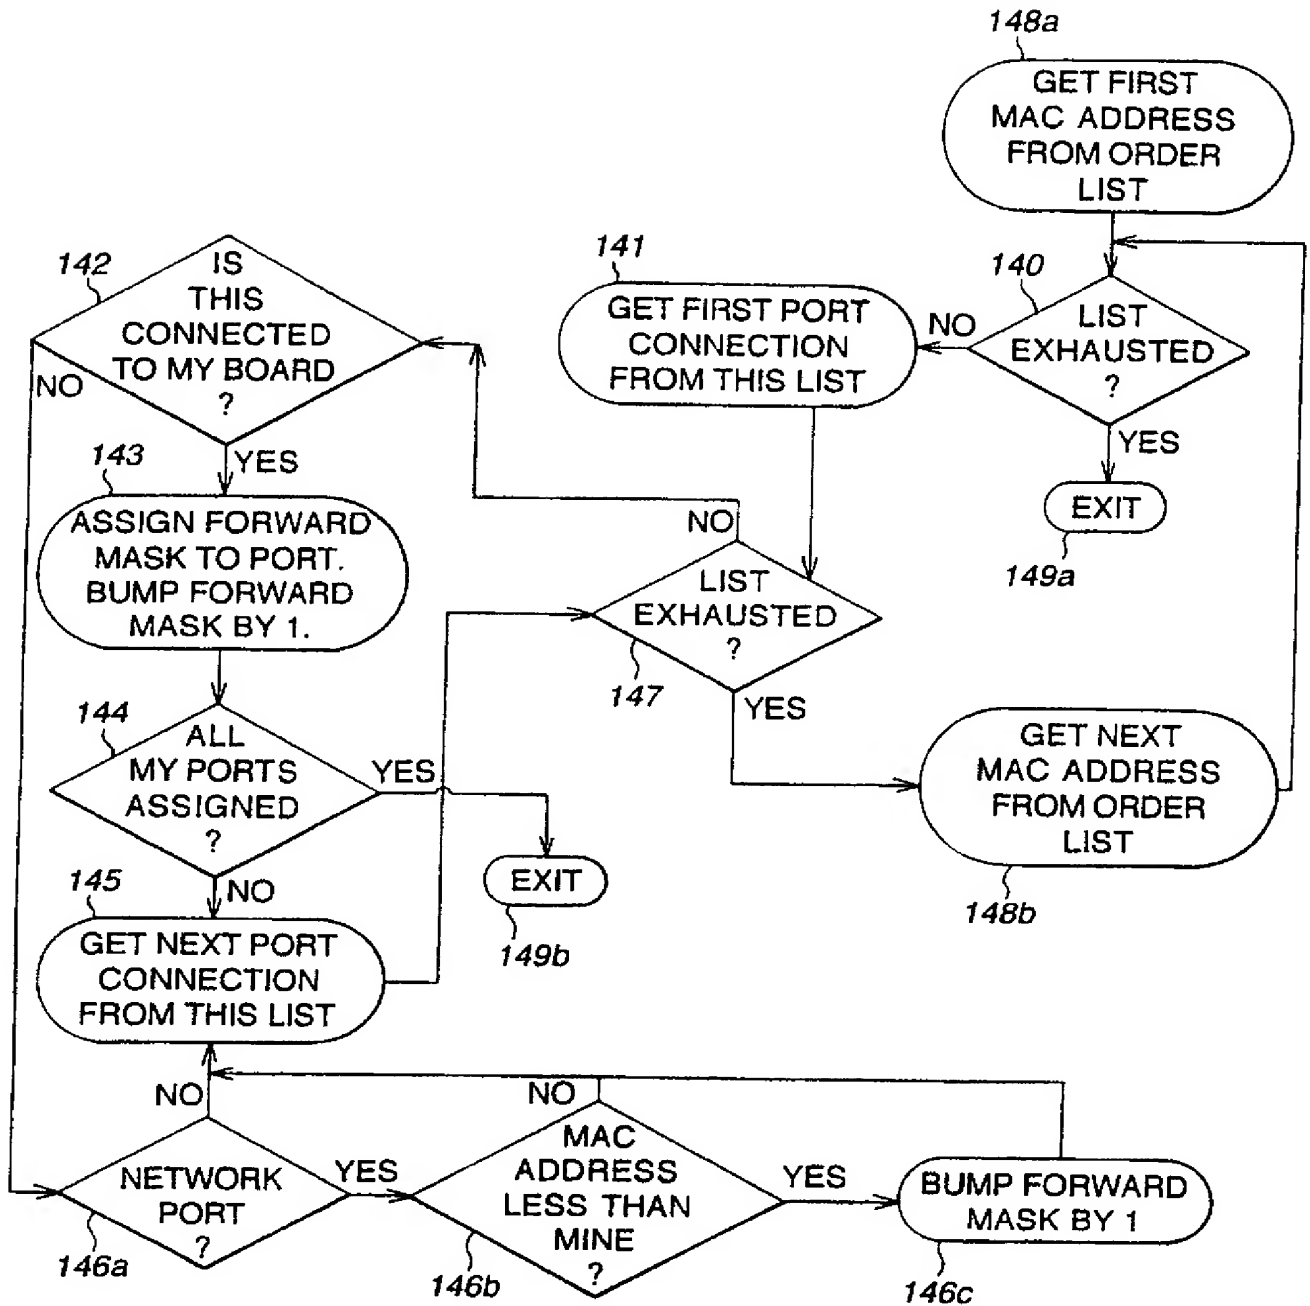 148a
GET FIRST
MAC ADDRESS
FROM ORDER
LIST
140
LIST
EXHAUSTED
?
NO
YES
EXIT
149a
141
GET FIRST PORT
CONNECTION
FROM THIS LIST
142
IS
THIS
CONNECTED
TO MY BOARD
?
NO
YES
143
ASSIGN FORWARD
MASK TO PORT.
BUMP FORWARD
MASK BY 1.
NO
LIST
EXHAUSTED
?
147
YES
144
ALL
MY PORTS
ASSIGNED
?
YES
NO
EXIT
149b
GET NEXT
MAC ADDRESS
FROM ORDER
LIST
148b
145
GET NEXT PORT
CONNECTION
FROM THIS LIST
NO
NETWORK
PORT
?
146a
YES
NO
MAC
ADDRESS
LESS THAN
MINE
?
146b
YES
BUMP FORWARD
MASK BY 1
146c